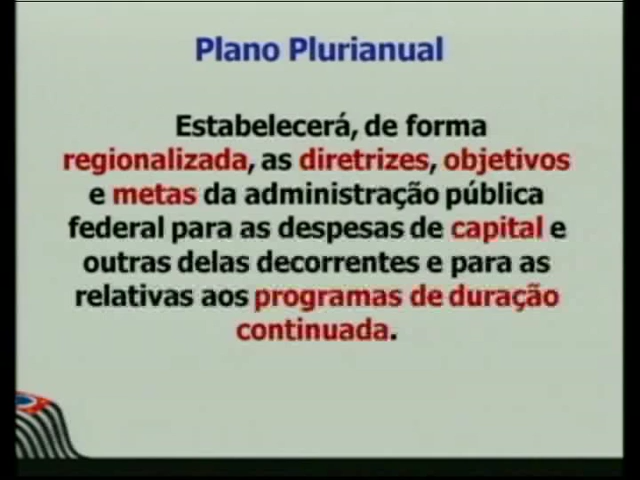 Plano Plurianual
Estabelecerá, de forma
regionalizada, as diretrizes, objetivos
e metas da administração pública
federal para as despesas de capital e
outras delas decorrentes e para as
relativas aos programas de duração
continuada.